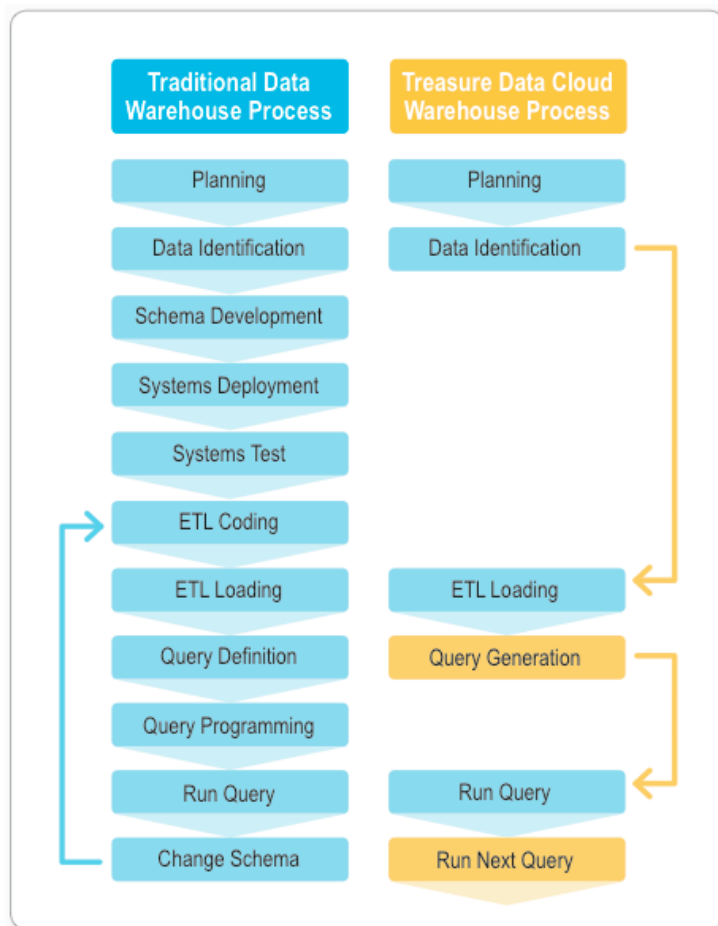 Traditional Data
Warehouse Process
Planning
Data Identification
Schema Development
Systems Deployment
Systems Test
ETL Coding
ETL Loading
Query Definition
Query Programming
Run Query
Change Schema
Treasure Data Cloud
Warehouse Process
Planning
Data Identification
ETL Loading
Query Generation
Run Query
Run Next Query